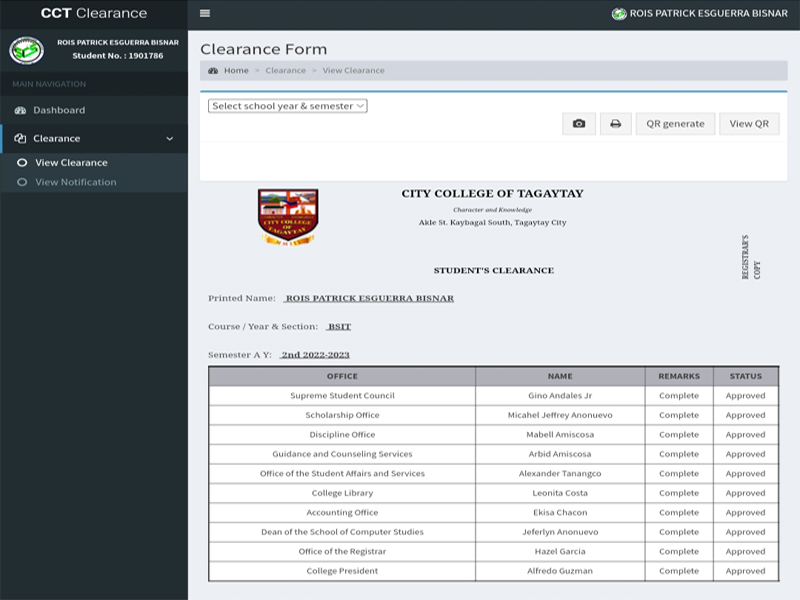 CCT Clearance
ROIS PATRICK ESGUERRA BISNAR
ROIS PATRICK ESGUERRA BISNAR
Student No. : 1901786
MAIN NAVIGATION
Dashboard
Clearance
View Clearance
View Notification
Clearance Form
Home > Clearance > View Clearance
Select school year & semester
QR generate View QR
CITY COLLEGE OF TAGAYTAY
CITY COLLEGE OF TAGAYTAY
Character and Knowledge
Akle St. Kaybagal South, Tagaytay City
REGISTRAR'S
COPY
STUDENT'S CLEARANCE
Printed Name: ROIS PATRICK ESGUERRA BISNAR
Course / Year & Section: BSIT
Semester A Y: 2nd 2022-2023
OFFICE NAME REMARKS STATUS
Supreme Student Council Gino Andales Jr Complete Approved
Scholarship Office Micahel Jeffrey Anonuevo Complete Approved
Discipline Office Mabell Amiscosa Complete Approved
Guidance and Counseling Services Arbid Amiscosa Complete Approved
Office of the Student Affairs and Services Alexander Tanangco Complete Approved
College Library Leonita Costa Complete Approved
Accounting Office Ekisa Chacon Complete Approved
Dean of the School of Computer Studies Jeferlyn Anonuevo Complete Approved
Office of the Registrar Hazel Garcia Complete Approved
College President Alfredo Guzman Complete Approved